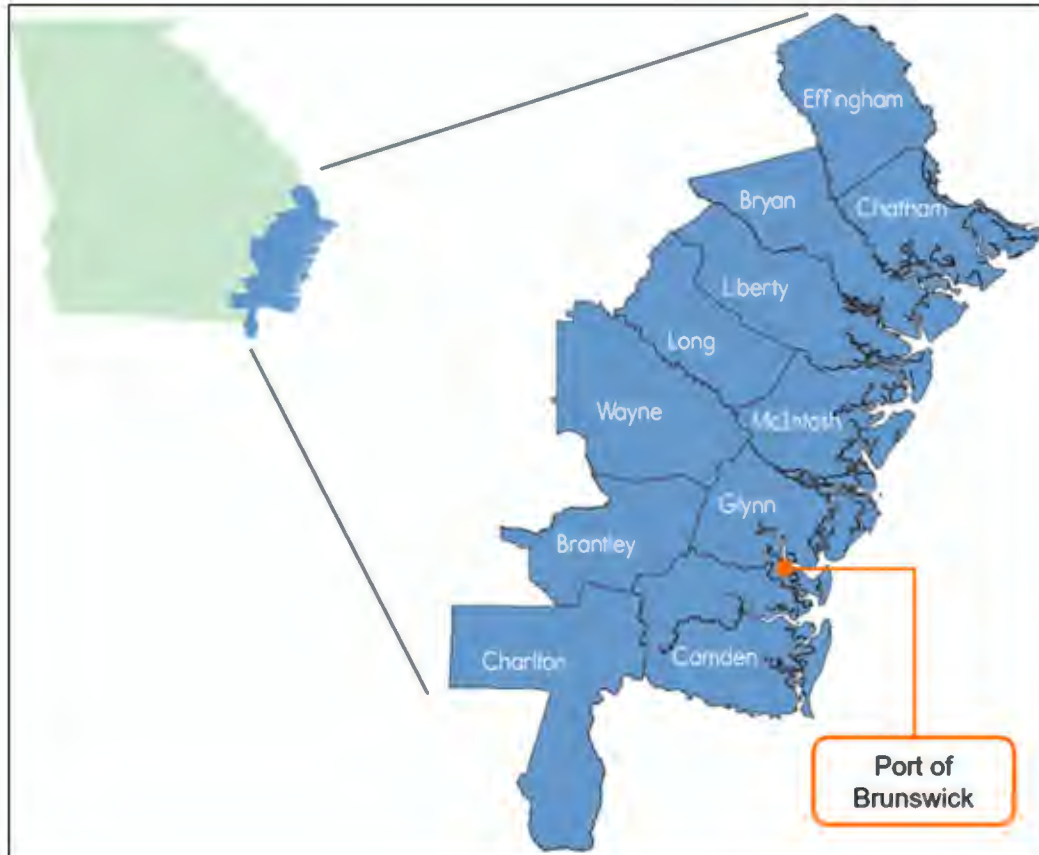 Effingham
Bryan
Chatham
Liberty
Long
Wayne
McIntosh
Glynn
Brantley
Charlton
Camden
Port of
Brunswick